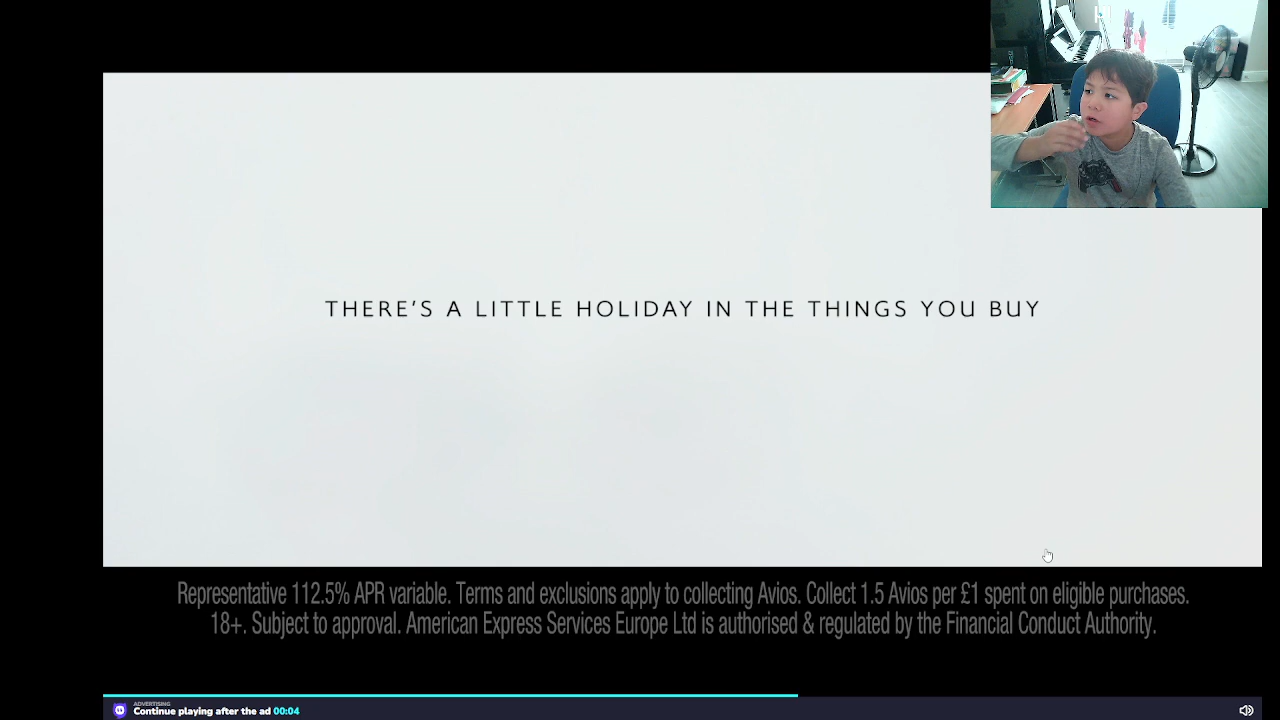 THERE'S A LITTLE HOLIDAY IN THE THINGS YOU BUY
Representative 112.5% APR variable. Terms and exclusions apply to collecting Avios. Collect 1.5 Avios per £1 spent on eligible purchases.
18+. Subject to approval. American Express Services Europe Ltd is authorised & regulated by the Financial Conduct Authority.
ADVERTISING
Continue playing after the ad 00:04